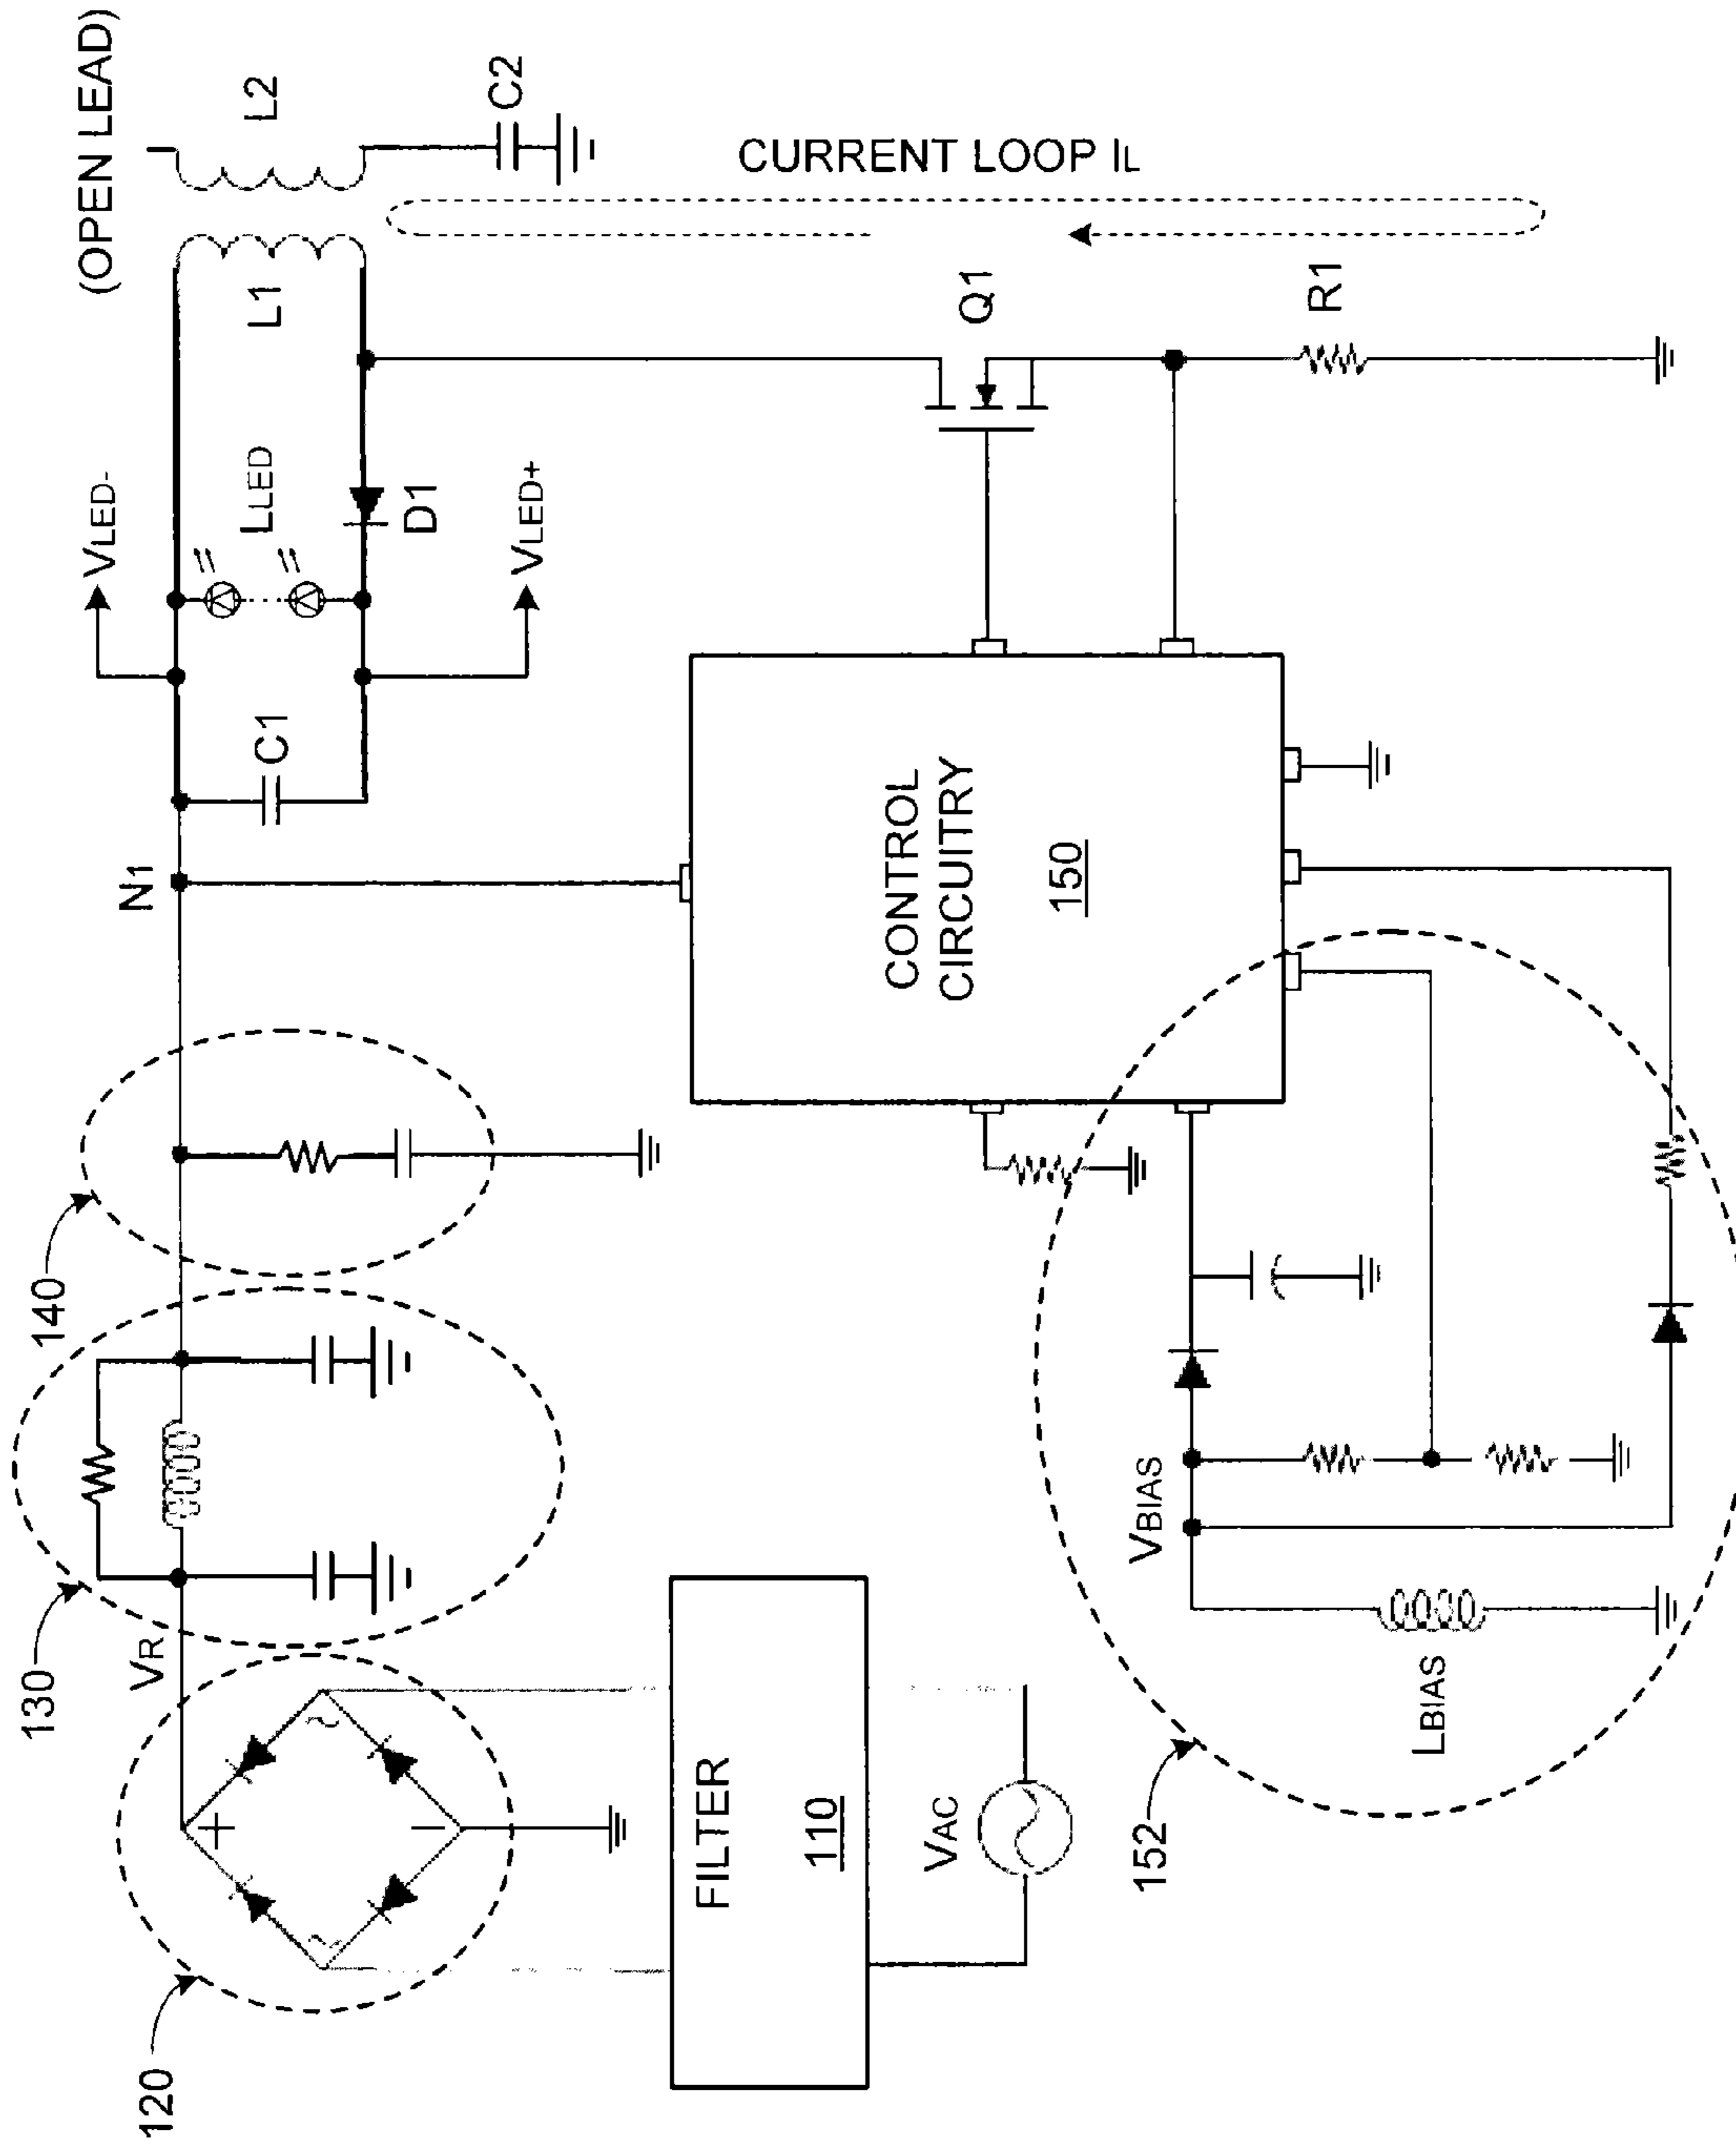 (OPEN LEAD)
L2
C2
CURRENT LOOP IL
L1
Q1
R1
VLED-
LLED
D1
VLED+
C1
N1
CONTROL
CIRCUITRY
150
140
130
VR
+
−
120
FILTER
110
VAC
VBIAS
LBIAS
152